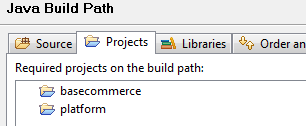 Java Build Path
Source Projects Libraries Order an
Required projects on the build path:
basecommerce
platform